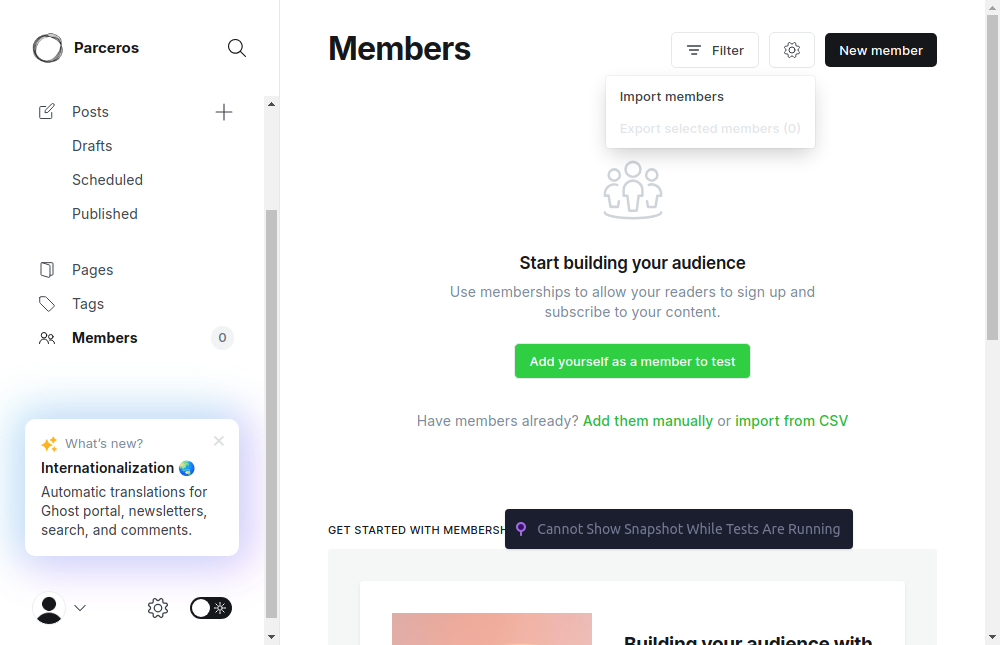 Parceros
Posts
Drafts
Scheduled
Published
Pages
Tags
Members 0
What's new?
Internationalization
Automatic translations for
Ghost portal, newsletters,
search, and comments.
Members
Filter
New member
Import members
Export selected members (0)
Start building your audience
Use memberships to allow your readers to sign up and
subscribe to your content.
Add yourself as a member to test
Have members already? Add them manually or import from CSV
GET STARTED WITH
Cannot Show Snapshot While Tests Are Running
Building your audience with